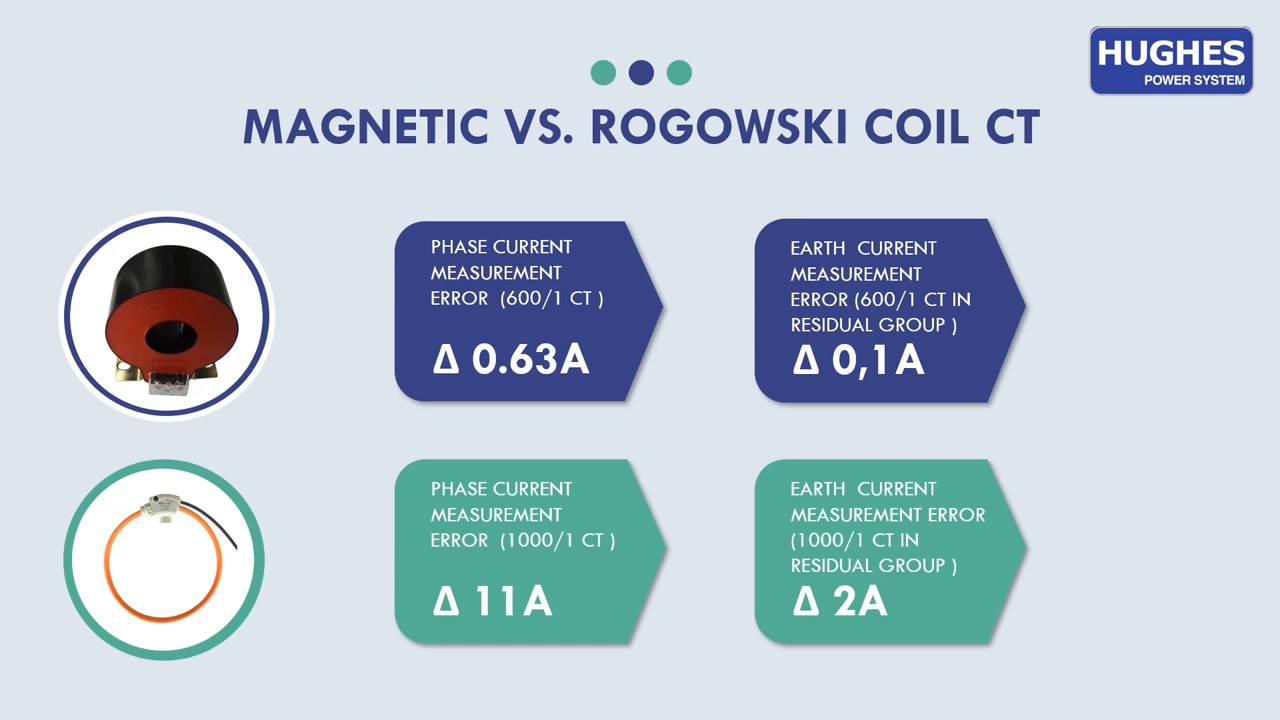 HUGHES
POWER SYSTEM
MAGNETIC VS. ROGOWSKI COIL CT
PHASE CURRENT
MEASUREMENT
ERROR (600/1 CT )
Δ 0.63A
EARTH CURRENT
MEASUREMENT
ERROR (600/1 CT IN
RESIDUAL GROUP )
Δ 0,1A
PHASE CURRENT
MEASUREMENT
ERROR (1000/1 CT )
Δ 11A
EARTH CURRENT
MEASUREMENT ERROR
(1000/1 CT IN
RESIDUAL GROUP )
Δ 2A